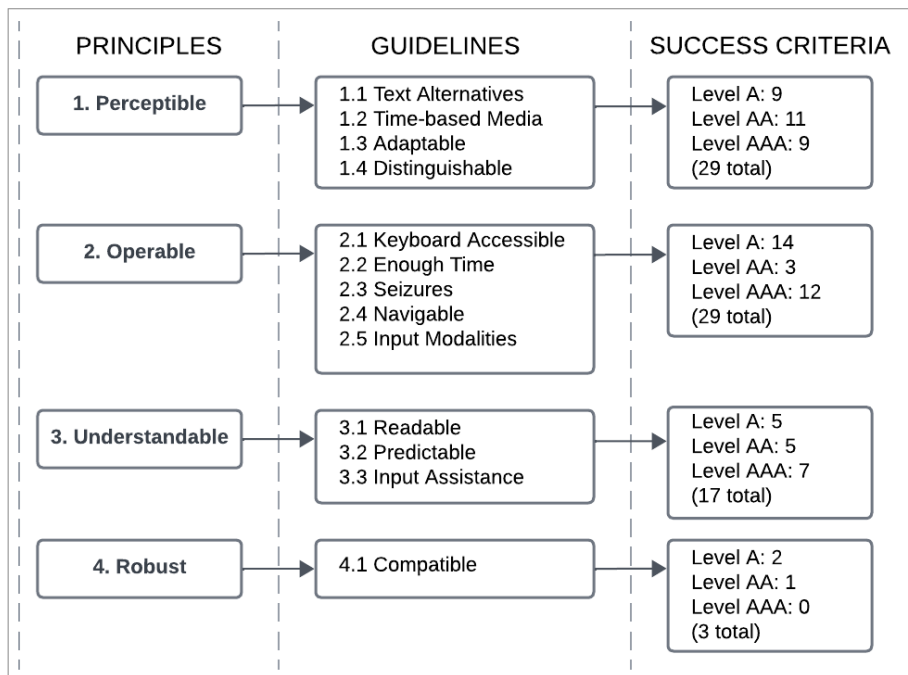 PRINCIPLES
GUIDELINES
SUCCESS CRITERIA
1. Perceptible
1.1 Text Alternatives
1.2 Time-based Media
1.3 Adaptable
1.4 Distinguishable
Level A: 9
Level AA: 11
Level AAA: 9
(29 total)
2. Operable
2.1 Keyboard Accessible
2.2 Enough Time
2.3 Seizures
2.4 Navigable
2.5 Input Modalities
Level A: 14
Level AA: 3
Level AAA: 12
(29 total)
3. Understandable
3.1 Readable
3.2 Predictable
3.3 Input Assistance
Level A: 5
Level AA: 5
Level AAA: 7
(17 total)
4. Robust
4.1 Compatible
Level A: 2
Level AA: 1
Level AAA: 0
(3 total)